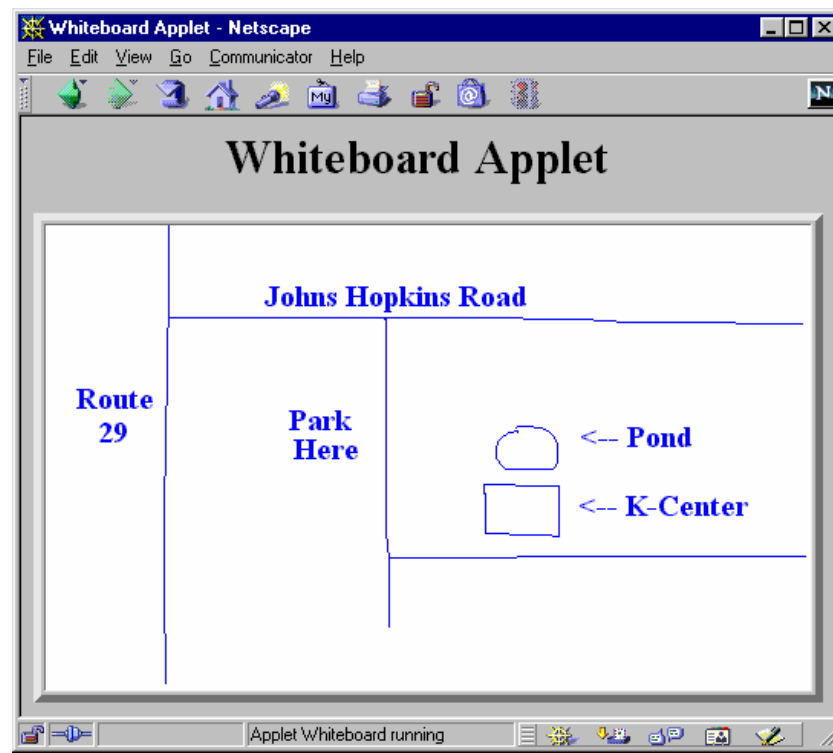 Whiteboard Applet - Netscape
File Edit View Go Communicator Help
My
N
Whiteboard Applet
Johns Hopkins Road
Route
29
Park
Here
<-- Pond
<-- K-Center
Applet Whiteboard running